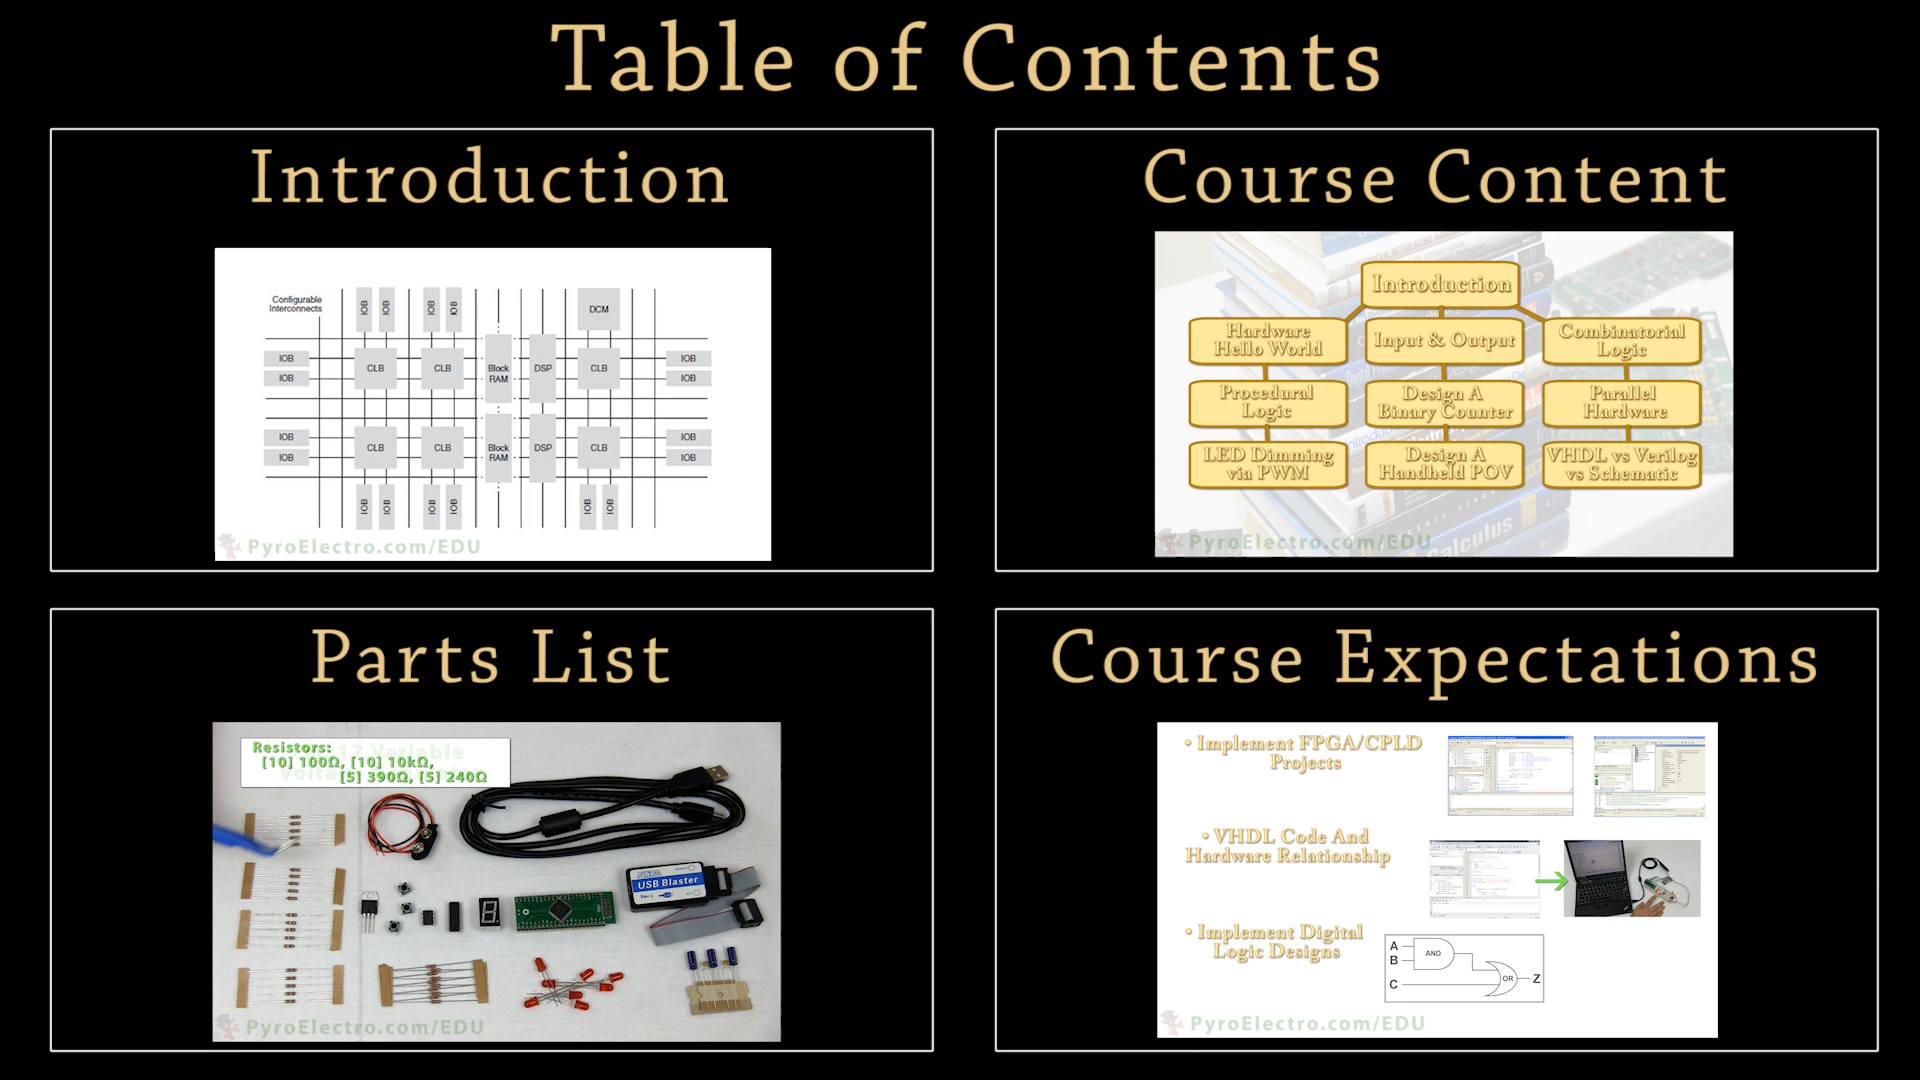 Table of Contents
Introduction
Configurable
Interconnects
IOB
IOB
IOB
IOB
DCM
IOB
IOB
CLB
CLB
Block
RAM
DSP
CLB
IOB
IOB
IOB
IOB
CLB
CLB
Block
RAM
DSP
CLB
IOB
IOB
IOB
IOB
IOB
IOB
IOB
IOB
PyroElectro.com/EDU
Course Content
Introduction
Hardware
Hello World
Input & Output
Combinatorial
Logic
Procedural
Logic
Design A
Binary Counter
Parallel
Hardware
LED Dimming
via PWM
Design A
Handheld POV
VHDL vs Verilog
vs Schematic
Calculus
PyroElectro.com/EDU
Parts List
Resistors:
[10] 100Ω, [10] 10kΩ,
[5] 390Ω, [5] 240Ω
17 Variable
USB Blaster
PyroElectro.com/EDU
Course Expectations
• Implement FPGA/CPLD
Projects
• VHDL Code And
Hardware Relationship
• Implement Digital
Logic Designs
A
B
C
AND
OR
Z
PyroElectro.com/EDU